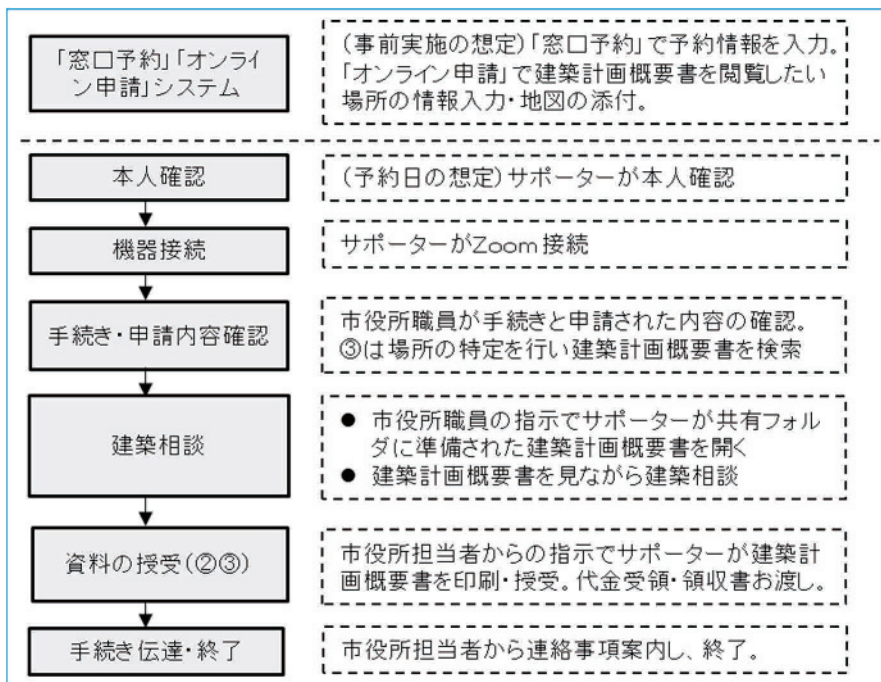 「窓口予約」「オンライ
ン申請」システム
(事前実施の想定)「窓口予約」で予約情報を入力。
「オンライン申請」で建築計画概要書を閲覧したい
場所の情報入力・地図の添付。
本人確認
(予約日の想定)サポーターが本人確認
機器接続
サポーターがZoom接続
手続き・申請内容確認
市役所職員が手続きと申請された内容の確認。
③は場所の特定を行い建築計画概要書を検索
建築相談
● 市役所職員の指示でサポーターが共有フォル
ダに準備された建築計画概要書を開く
● 建築計画概要書を見ながら建築相談
資料の授受(②③)
市役所担当者からの指示でサポーターが建築計
画概要書を印刷・授受。代金受領・領収書お渡し。
手続き伝達・終了
市役所担当者から連絡事項案内し、終了。